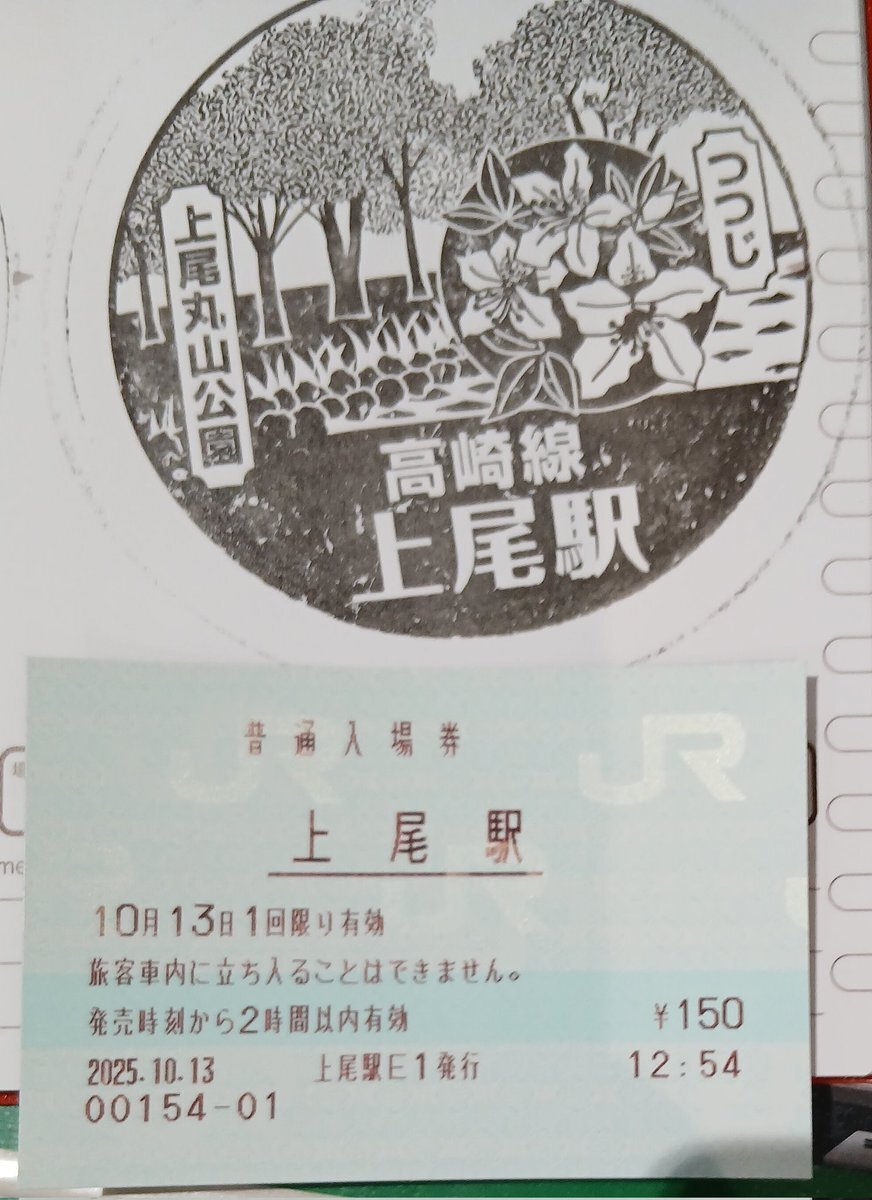 上尾丸山公園
つつじ
高崎線
上尾駅
普通入場券
JR
JR
上尾駅
JR
10月13日1回限り有効
旅客車内に立ち入ることはできません。
発売時刻から2時間以内有効
¥150
2025.10.13 上尾駅E1発行 12:54
00154-01